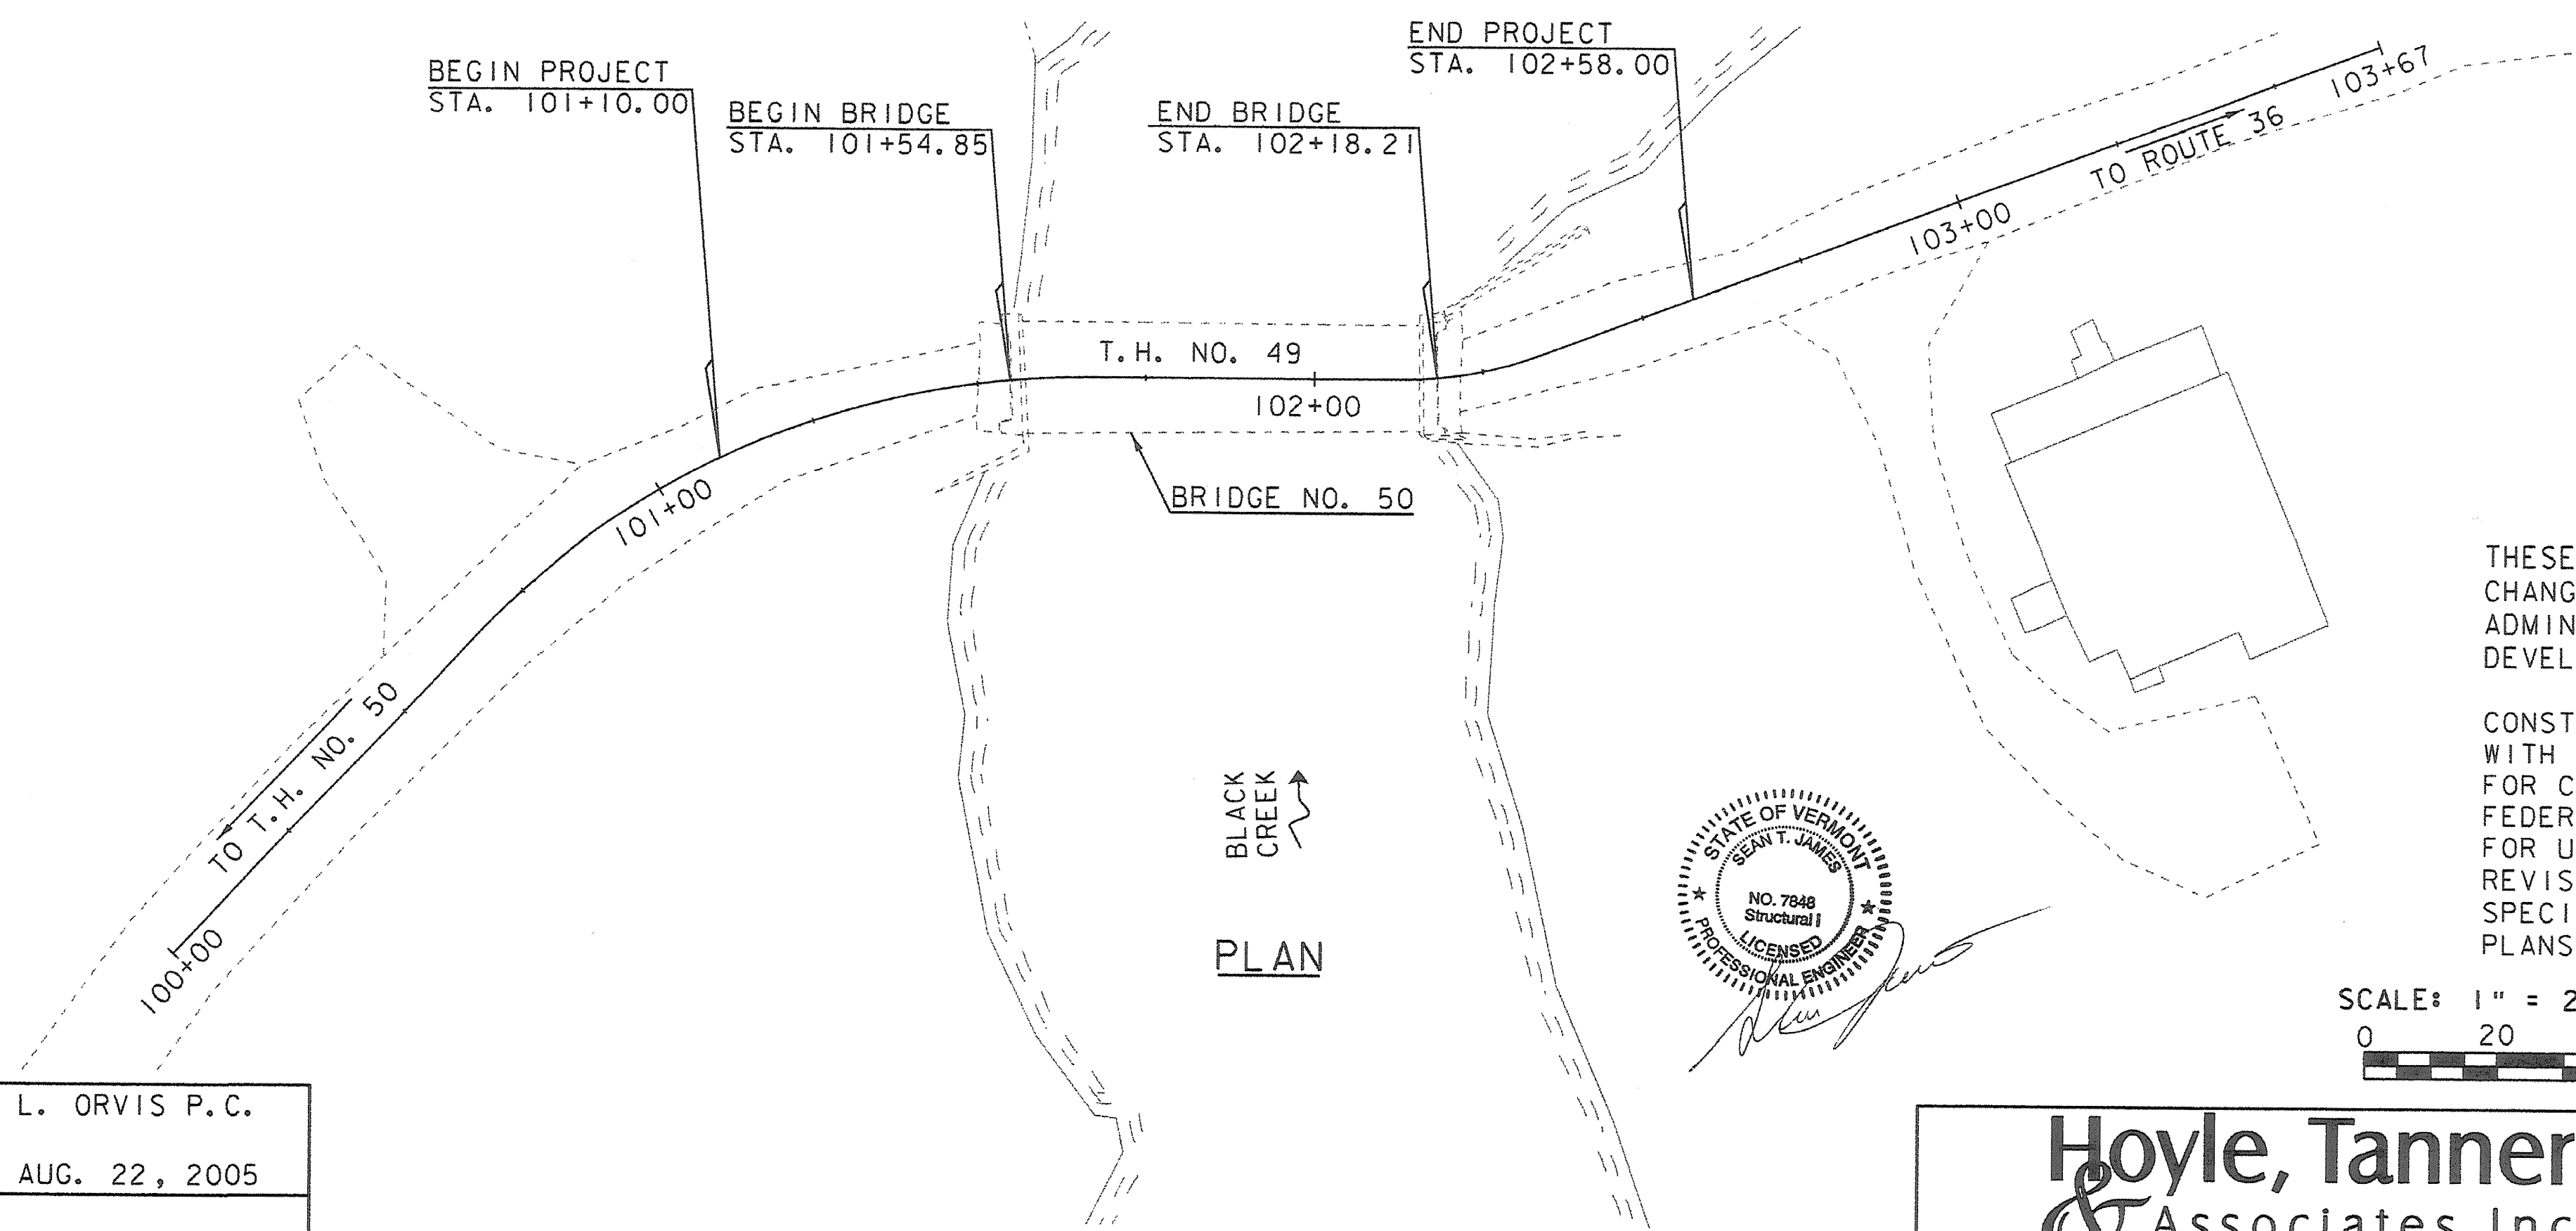 BEGIN PROJECT
STA. 101+10.00
BEGIN BRIDGE
STA. 101+54.85
END BRIDGE
STA. 102+18.21
END PROJECT
STA. 102+58.00
103+67
TO ROUTE 36
103+00
T.H. NO. 49
102+00
BRIDGE NO. 50
101+00
TO T.H. NO. 50
100+00
BLACK
CREEK
PLAN
STATE OF VERMONT
SEAN T. JAMES
NO. 7848
Structural
LICENSED
PROFESSIONAL ENGINEER
THESE
CHANG
ADMIN
DEVEL
CONST
WITH
FOR C
FEDER
FOR U
REVIS
SPECI
PLANS
SCALE: 1" = 2
0 20
L. ORVIS P.C.
AUG. 22, 2005
Hoyle, Tanner
& Associates Inc